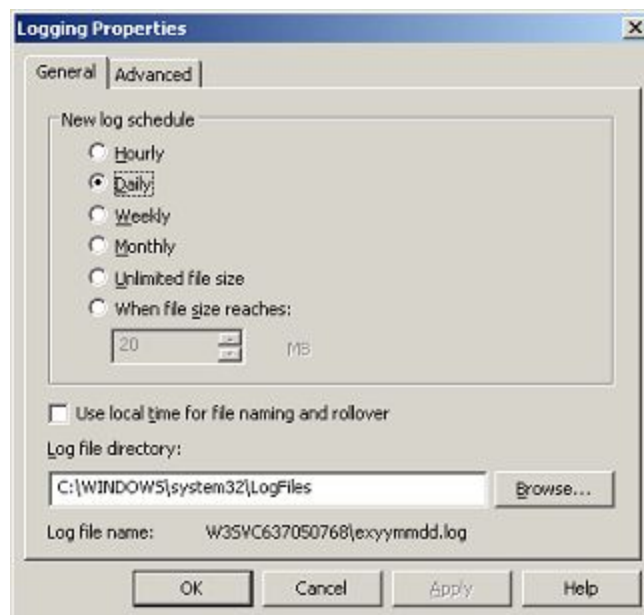 Logging Properties
General
Advanced
New log schedule
Hourly
Daily
Weekly
Monthly
Unlimited file size
When file size reaches:
20
MB
Use local time for file naming and rollover
Log file directory:
C:\WINDOWS\system32\LogFiles
Browse...
Log file name: W3SVC637050768\exyymmdd.log
OK Cancel Apply Help